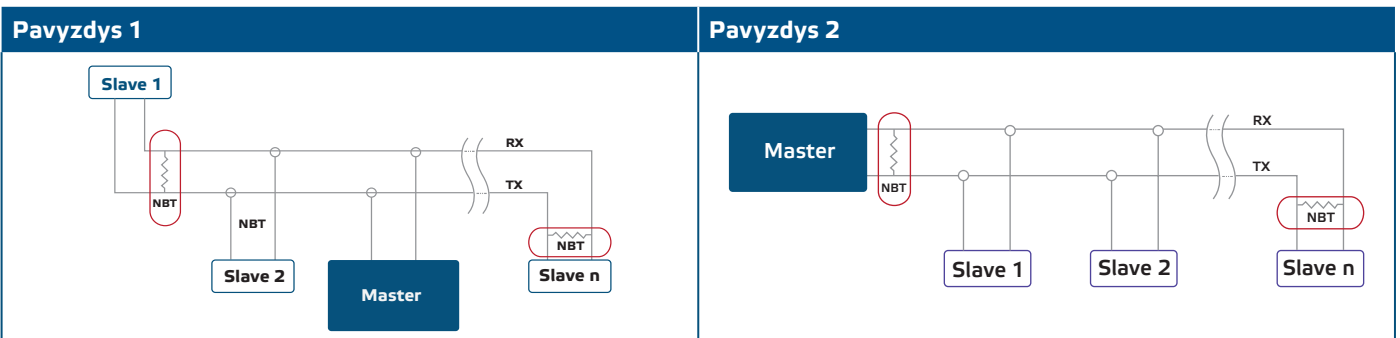 Pavyzdys 1
Slave 1
RX
TX
NBT
NBT
NBT
Slave 2
Master
Slave n
Pavyzdys 2
Master
RX
TX
NBT
NBT
Slave 1
Slave 2
Slave n